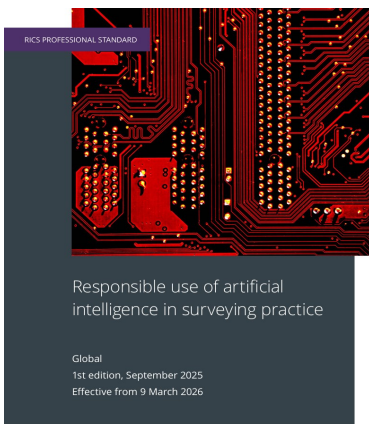 RICS PROFESSIONAL STANDARD
Responsible use of artificial
intelligence in surveying practice
Global
1st edition, September 2025
Effective from 9 March 2026